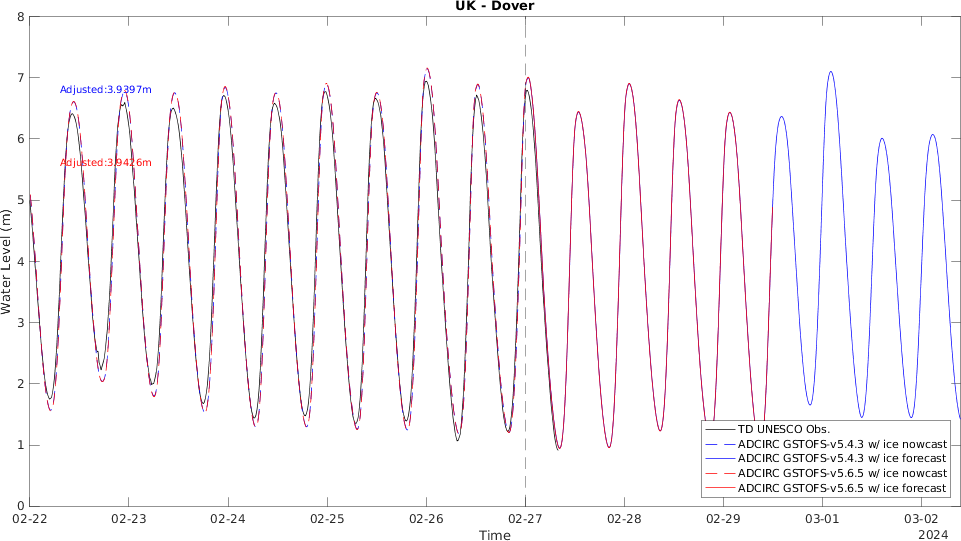 UK - Dover
8
7
6
5
4
3
2
1
0
Water Level (m)
Adjusted:3.9397m
Adjusted:3.9426m
TD UNESCO Obs.
ADCIRC GSTOFS-v5.4.3 w/ ice nowcast
ADCIRC GSTOFS-v5.4.3 w/ ice forecast
ADCIRC GSTOFS-v5.6.5 w/ ice nowcast
ADCIRC GSTOFS-v5.6.5 w/ ice forecast
02-22 02-23 02-24 02-25 02-26 02-27 02-28 02-29 03-01 03-02
Time
2024